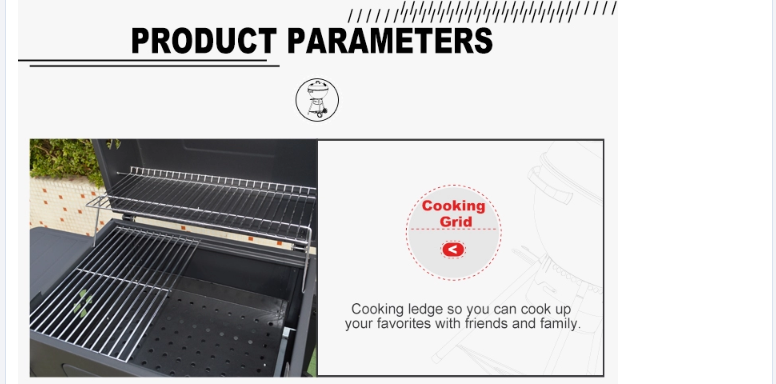 PRODUCT PARAMETERS
Cooking
Grid
<
Cooking ledge so you can cook up
your favorites with friends and family.